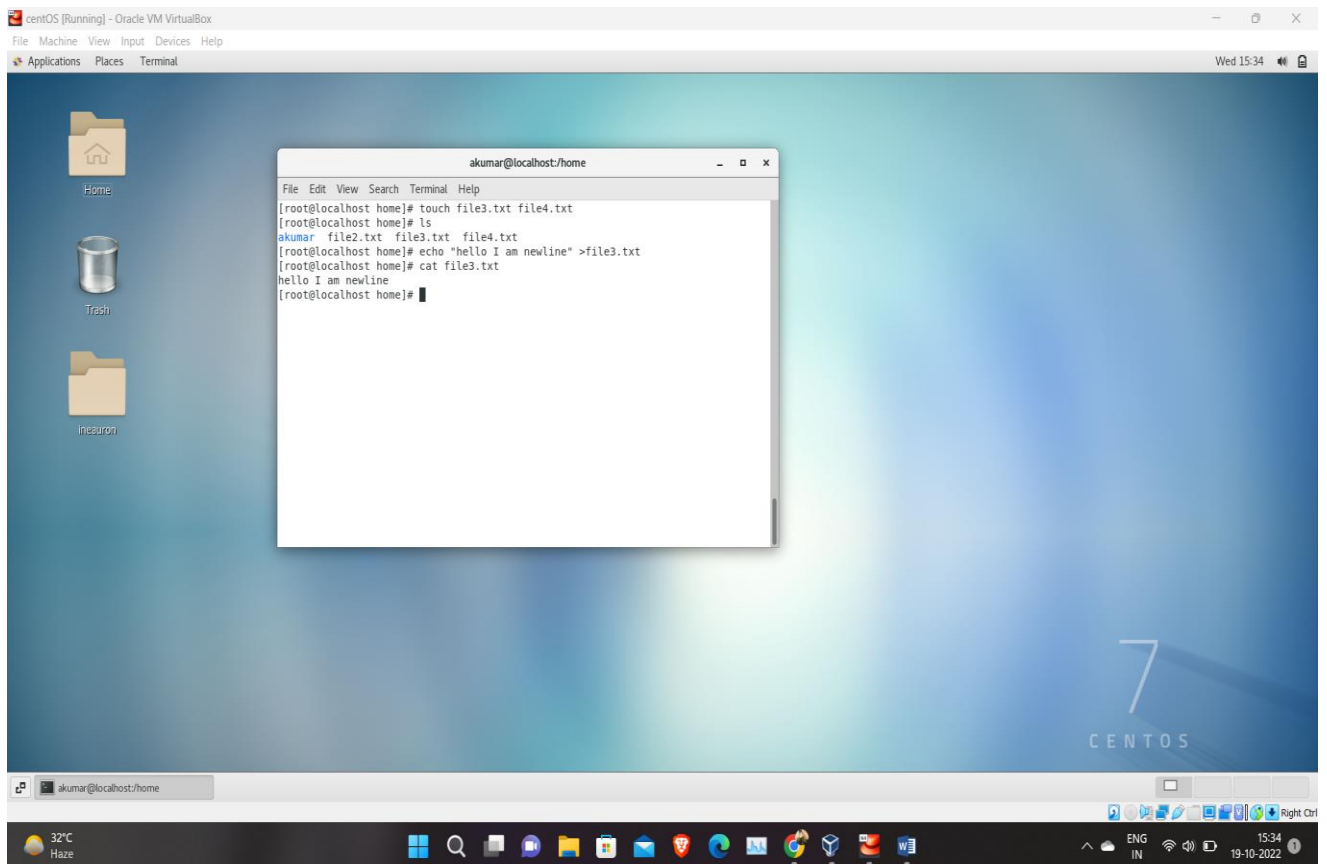 centOS [Running] - Oracle VM VirtualBox
File Machine View Input Devices Help
Applications Places Terminal
Wed 15:34
Home
Trash
ineauron
akumar@localhost:/home
File Edit View Search Terminal Help
[root@localhost home]# touch file3.txt file4.txt
[root@localhost home]# ls
akumar file2.txt file3.txt file4.txt
[root@localhost home]# echo "hello I am newline" >file3.txt
[root@localhost home]# cat file3.txt
hello I am newline
[root@localhost home]#
7
CENTOS
akumar@localhost:/home
Right Ctrl
32°C
Haze
ENG
IN
15:34
19-10-2022
1